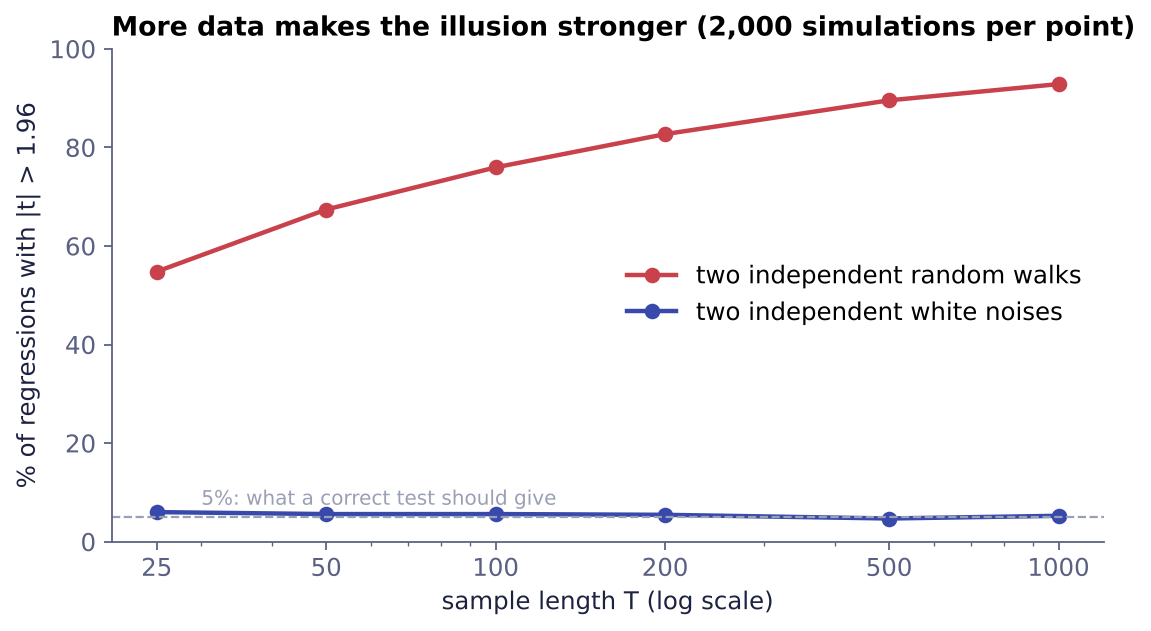 More data makes the illusion stronger (2,000 simulations per point)
% of regressions with |t| > 1.96
100
80
60
40
20
0
two independent random walks
two independent white noises
5%: what a correct test should give
25 50 100 200 500 1000
sample length T (log scale)